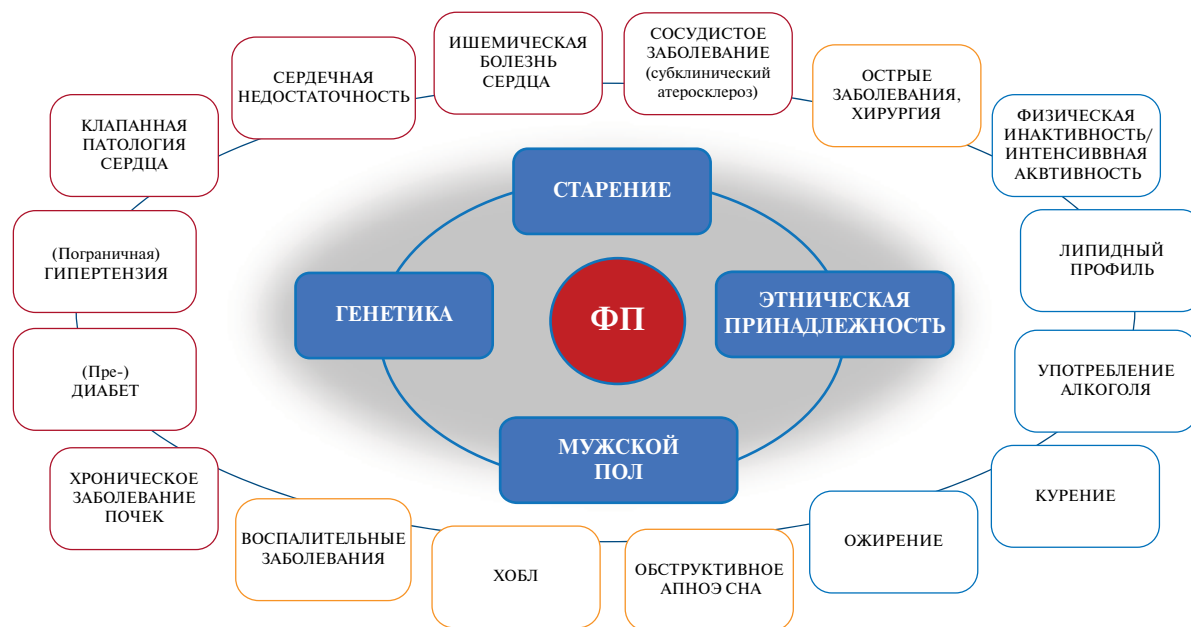 ИШЕМИЧЕСКАЯ
БОЛЕЗНЬ
СЕРДЦА
СОСУДИСТОЕ
ЗАБОЛЕВАНИЕ
(субклинический
атеросклероз)
СЕРДЕЧНАЯ
НЕДОСТАТОЧНОСТЬ
ОСТРЫЕ
ЗАБОЛЕВАНИЯ,
ХИРУРГИЯ
КЛАПАННАЯ
ПАТОЛОГИЯ
СЕРДЦА
ФИЗИЧЕСКАЯ
ИНАКТИВНОСТЬ/
ИНТЕНСИВВНАЯ
АКВТИВНОСТЬ
СТАРЕНИЕ
(Пограничная)
ГИПЕРТЕНЗИЯ
ЛИПИДНЫЙ
ПРОФИЛЬ
ГЕНЕТИКА
ФП
ЭТНИЧЕСКАЯ
ПРИНАДЛЕЖНОСТЬ
(Пре-)
ДИАБЕТ
УПОТРЕБЛЕНИЕ
АЛКОГОЛЯ
МУЖСКОЙ
ПОЛ
ХРОНИЧЕСКОЕ
ЗАБОЛЕВАНИЕ
ПОЧЕК
КУРЕНИЕ
ВОСПАЛИТЕЛЬНЫЕ
ЗАБОЛЕВАНИЯ
ХОБЛ
ОБСТРУКТИВНОЕ
АПНОЭ СНА
ОЖИРЕНИЕ